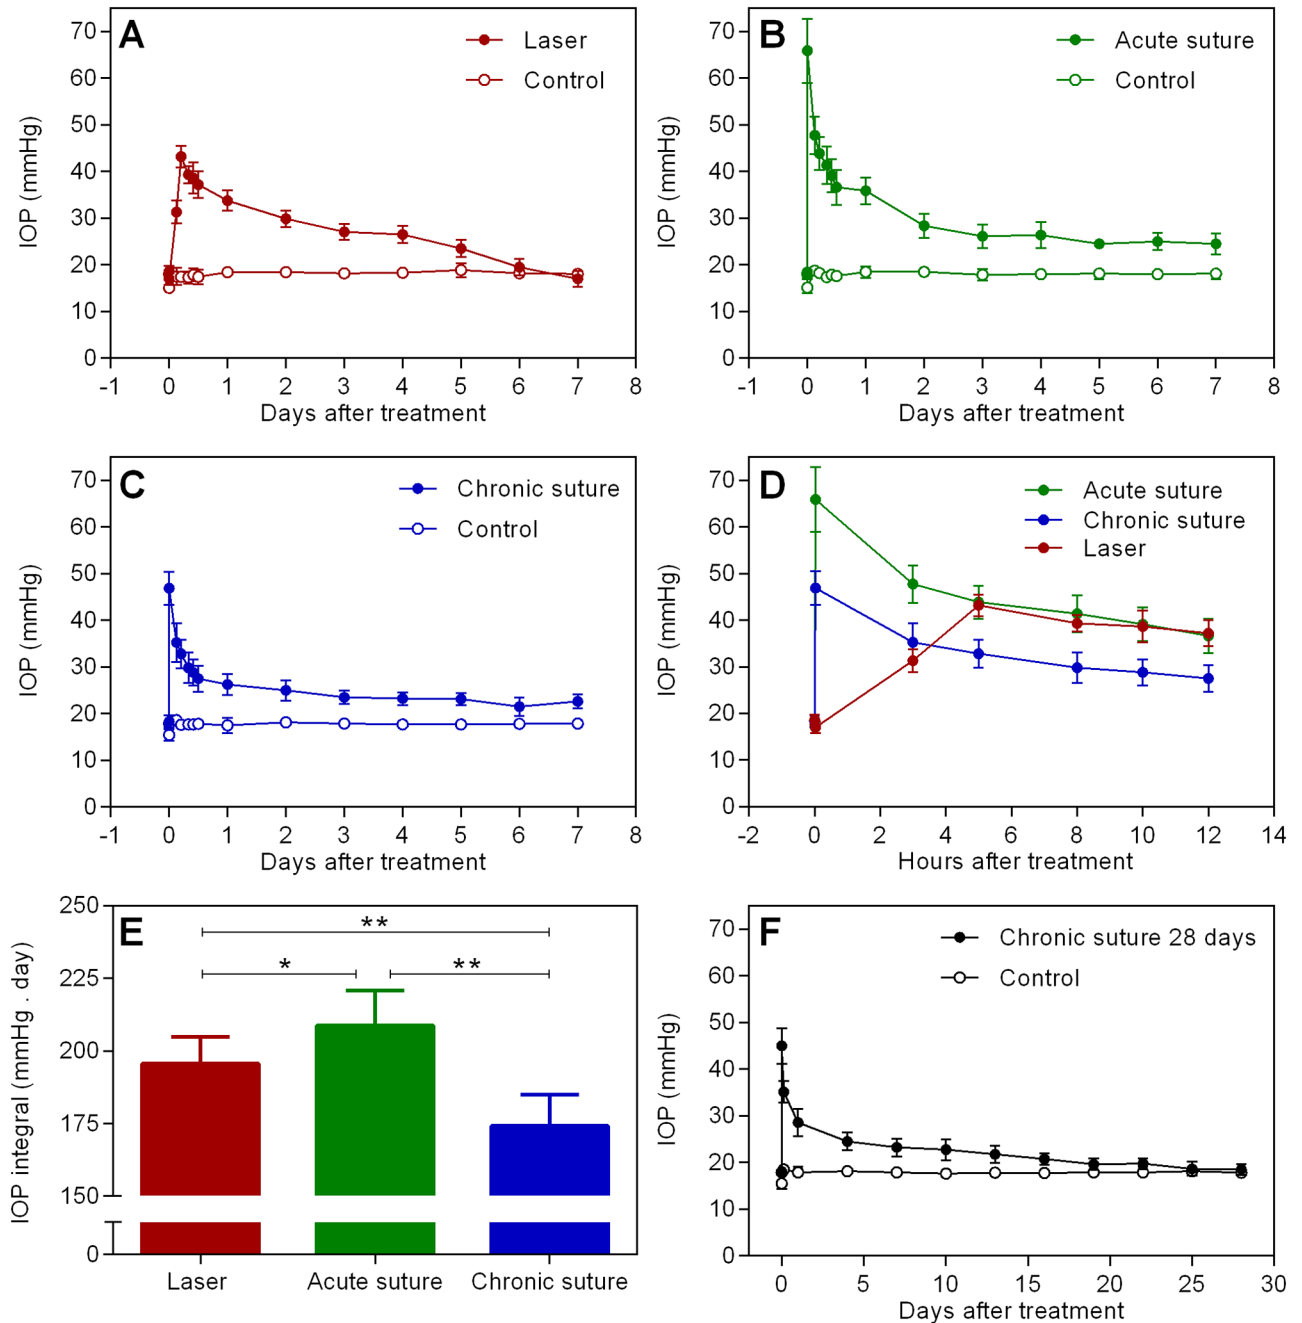 A
Laser
Control
IOP (mmHg)
70
60
50
40
30
20
10
0
-1 0 1 2 3 4 5 6 7 8
Days after treatment
B
Acute suture
Control
IOP (mmHg)
70
60
50
40
30
20
10
0
-1 0 1 2 3 4 5 6 7 8
Days after treatment
C
Chronic suture
Control
IOP (mmHg)
70
60
50
40
30
20
10
0
-1 0 1 2 3 4 5 6 7 8
Days after treatment
D
Acute suture
Chronic suture
Laser
IOP (mmHg)
70
60
50
40
30
20
10
0
-2 0 2 4 6 8 10 12 14
Hours after treatment
E
**
* **
IOP integral (mmHg . day)
250
225
200
175
150
0
Laser Acute suture Chronic suture
F
Chronic suture 28 days
Control
IOP (mmHg)
70
60
50
40
30
20
10
0
0 5 10 15 20 25 30
Days after treatment